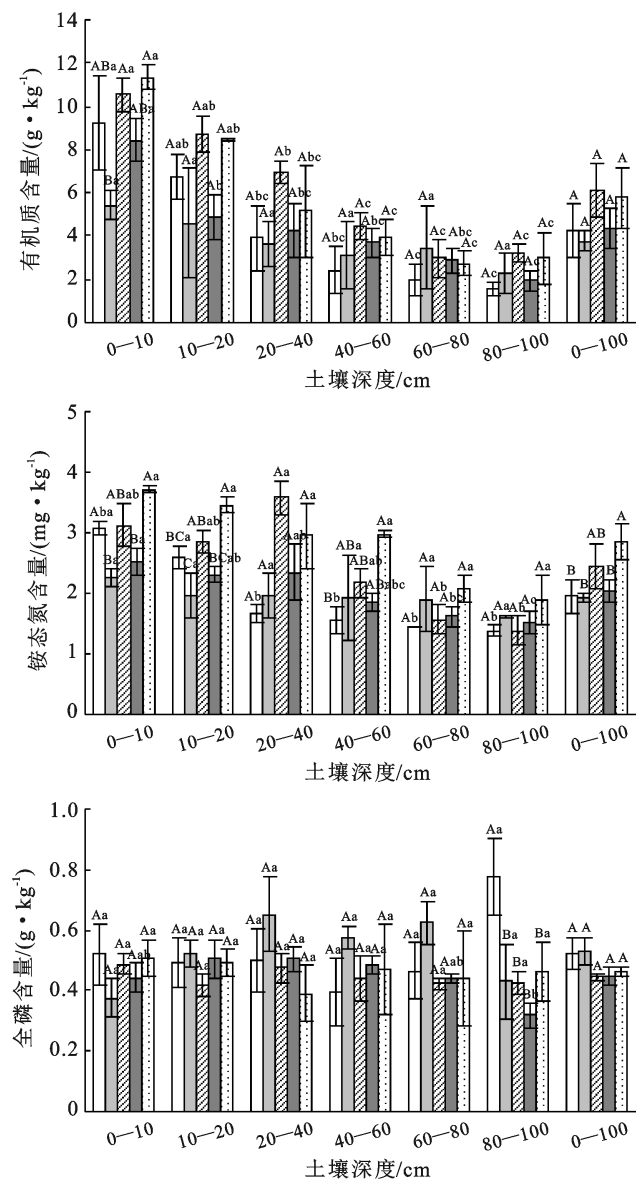 有机质含量/(g·kg⁻¹)
14
12
10
8
6
4
2
0
ABa Ba Aa ABa Aa
Aab Aa Aab Ab Aab
Abc Aa Ab Abc Abc
Abc Aa Ac Abc Ac
Ac Aa Ac Abc Ac
Ac Aa Ac Ac Ac
A A A A A
0—10 10—20 20—40 40—60 60—80 80—100 0—100
土壤深度/cm
铵态氮含量/(mg·kg⁻¹)
5
4
3
2
1
0
Aba Ba ABab Ba Aa
BCa Ca ABab BCab Aa
Ab Aa Aa Aab Aa
Bb ABa ABab ABabc Aa
Ab Aa Ab Ab Aa
Ab Aa Ab Ac Aa
B B AB B A
0—10 10—20 20—40 40—60 60—80 80—100 0—100
土壤深度/cm
全磷含量/(g·kg⁻¹)
1.0
0.8
0.6
0.4
0.2
0
Aa Aa Aa Aab Aa
Aa Aa Aa Aa Aa
Aa Aa Aa Aa Aa
Aa Aa Aa Aa Aa
Aa Aa Aa Aab Aa
Aa Ba Ba Bb Ba
A A A A A
0—10 10—20 20—40 40—60 60—80 80—100 0—100
土壤深度/cm